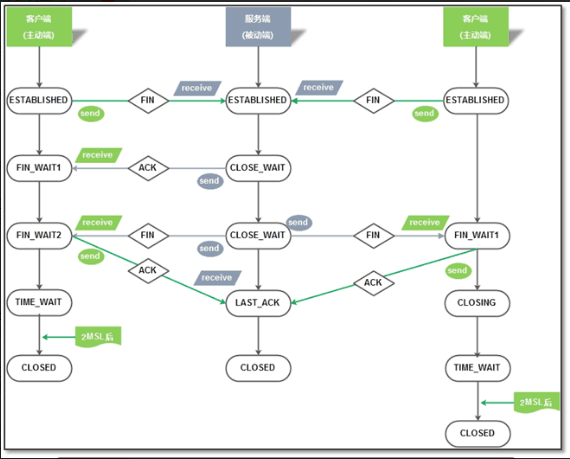 客户端
(主动端)
服务端
(被动端)
客户端
(主动端)
receive
receive
ESTABLISHED
FIN
ESTABLISHED
FIN
ESTABLISHED
send
send
receive
FIN_WAIT1
ACK
CLOSE_WAIT
send
receive
send
receive
FIN_WAIT2
FIN
CLOSE_WAIT
FIN
FIN_WAIT1
send
send
send
ACK
receive
ACK
TIME_WAIT
LAST_ACK
CLOSING
2MSL后
CLOSED
CLOSED
TIME_WAIT
2MSL后
CLOSED